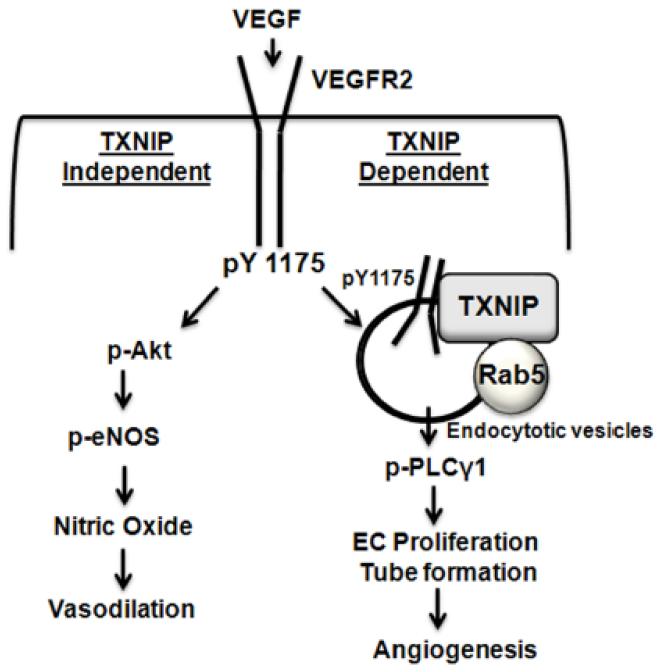 VEGF
VEGFR2
TXNIP
Independent
TXNIP
Dependent
pY 1175
p-Akt
p-eNOS
Nitric Oxide
Vasodilation
pY1175
TXNIP
Rab5
Endocytotic vesicles
p-PLCγ1
EC Proliferation
Tube formation
Angiogenesis